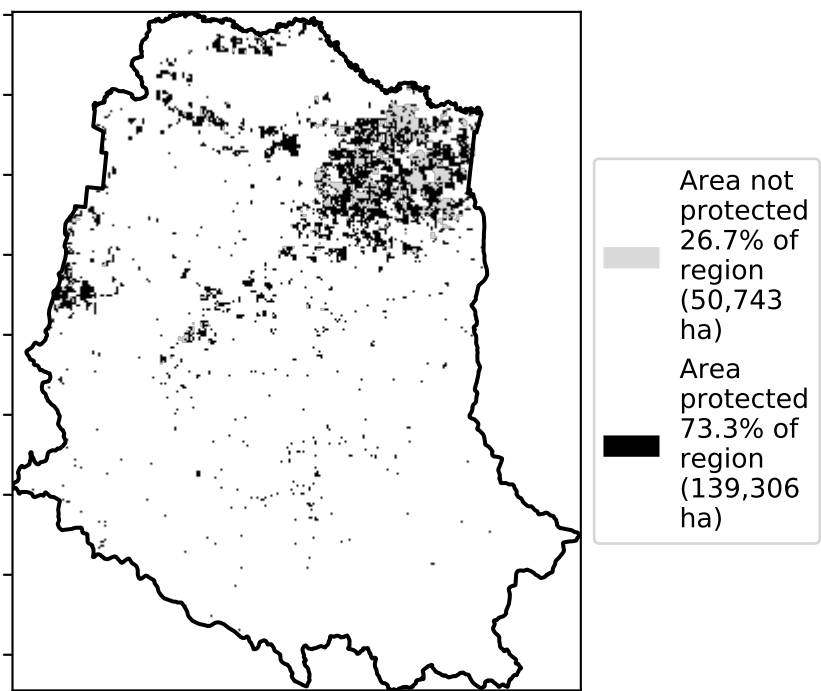 Area not
protected
26.7% of
region
(50,743
ha)
Area
protected
73.3% of
region
(139,306
ha)